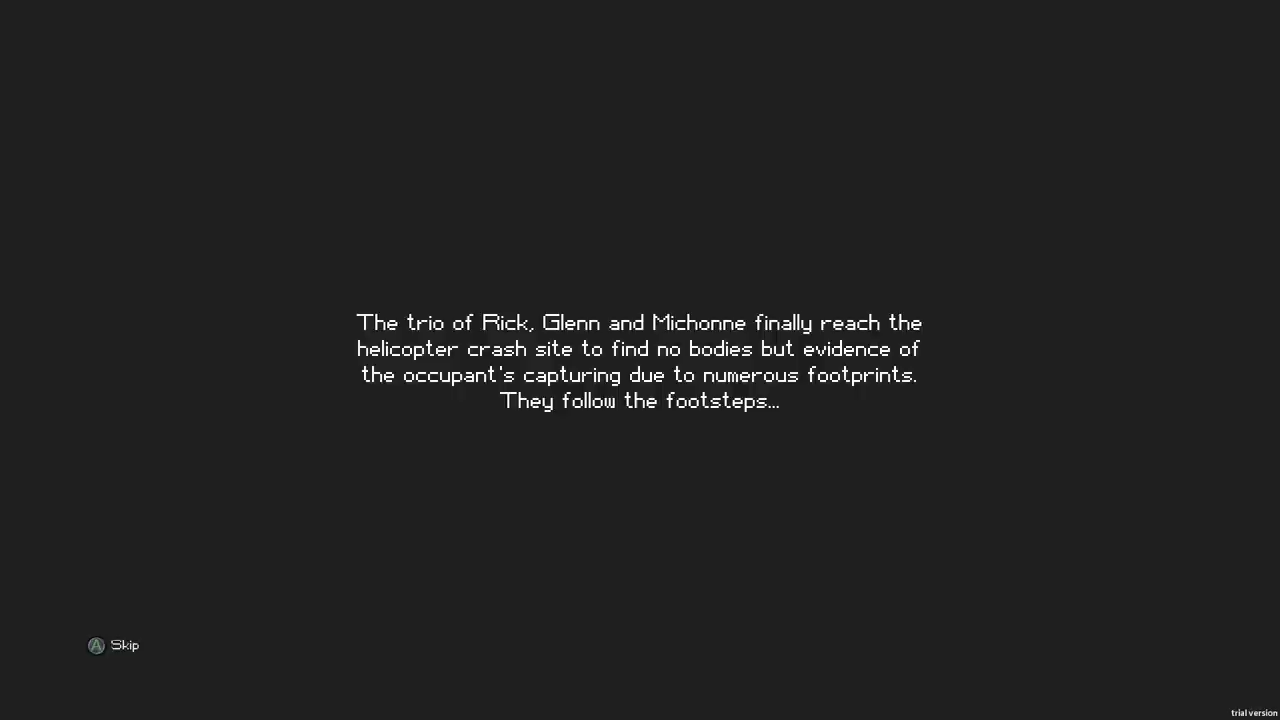 The trio of Rick, Glenn and Michonne finally reach the
helicopter crash site to find no bodies but evidence of
the occupant's capturing due to numerous footprints.
They follow the footsteps...
A Skip
trial version